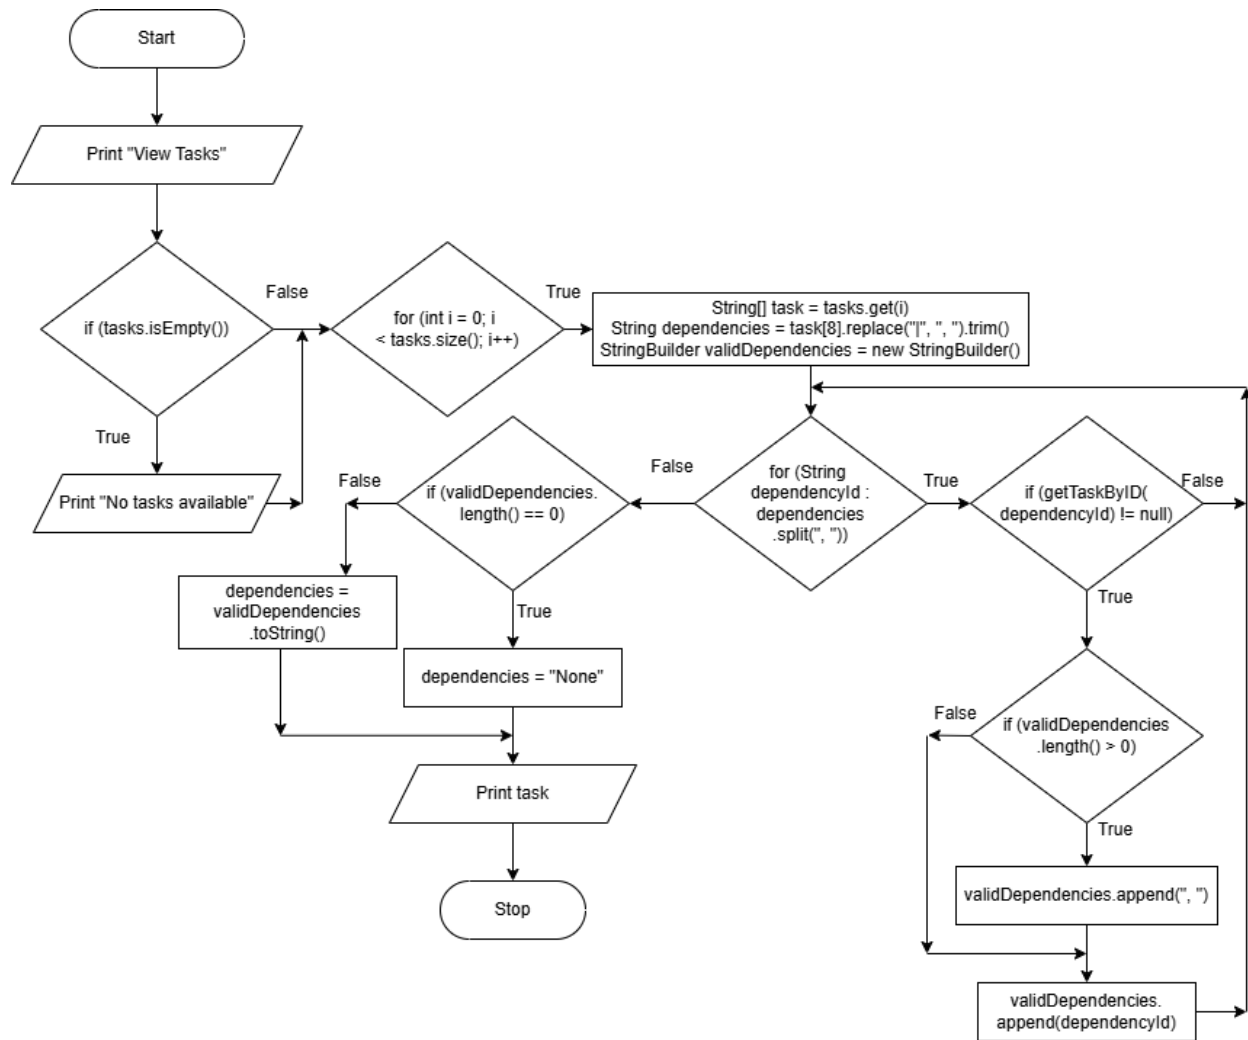 Start
Print "View Tasks"
if (tasks.isEmpty())
False
for (int i = 0; i
< tasks.size(); i++)
True
String[] task = tasks.get(i)
String dependencies = task[8].replace("|", ", ").trim()
StringBuilder validDependencies = new StringBuilder()
True
Print "No tasks available"
False
if (validDependencies.
length() == 0)
False
for (String
dependencyId :
dependencies
.split(", "))
True
if (getTaskByID(
dependencyId) != null)
False
dependencies =
validDependencies
.toString()
True
dependencies = "None"
True
False
if (validDependencies
.length() > 0)
Print task
True
validDependencies.append(", ")
Stop
validDependencies.
append(dependencyId)